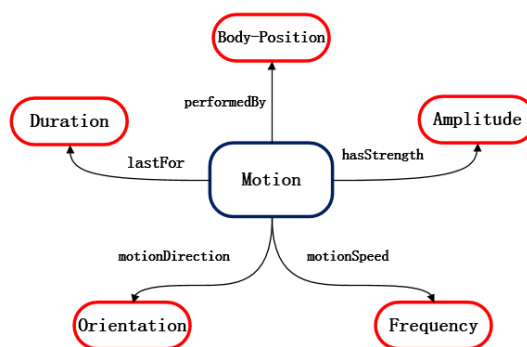 Body-Position
performedBy
Duration
Amplitude
lastFor
hasStrength
Motion
motionDirection
motionSpeed
Orientation
Frequency